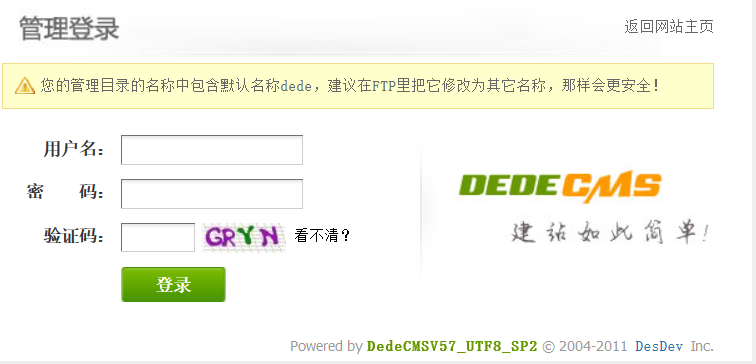 管理登录
返回网站主页
您的管理目录的名称中包含默认名称dede，建议在FTP里把它修改为其它名称，那样会更安全！
用户名：
密 码：
验证码： GRYN 看不清？
登录
DEDECMS
建站如此简单！
Powered by DedeCMSV57_UTF8_SP2 © 2004-2011 DesDev Inc.